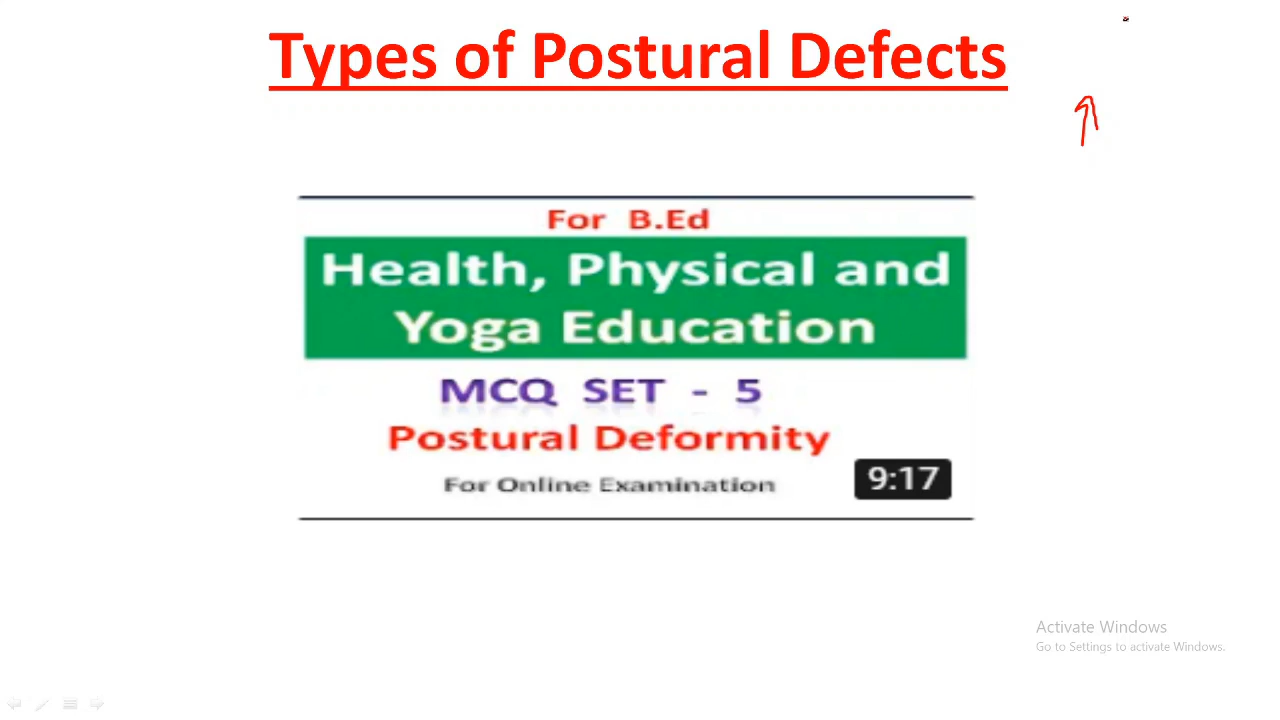 Types of Postural Defects
For B.Ed
Health, Physical and
Yoga Education
MCQ SET - 5
Postural Deformity
For Online Examination
9:17
Activate Windows
Go to Settings to activate Windows.